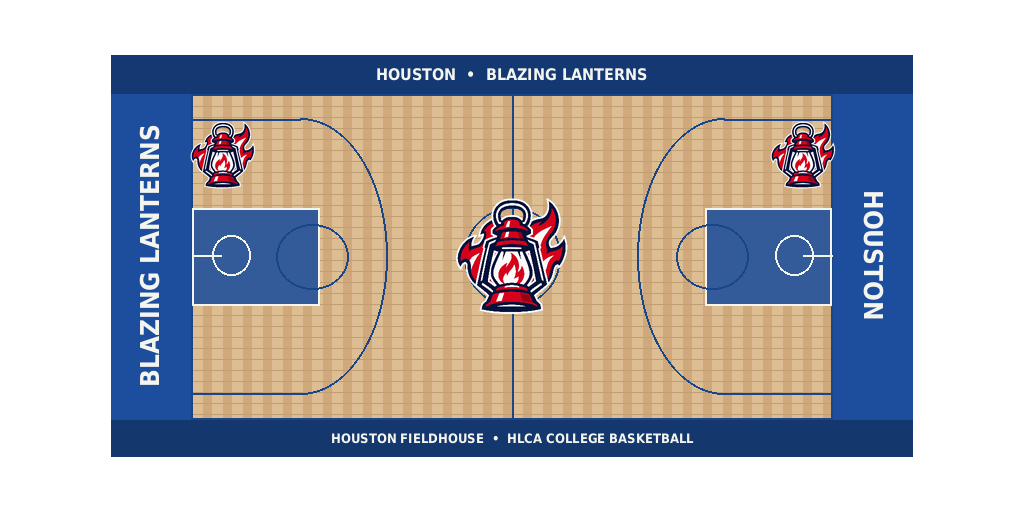 HOUSTON • BLAZING LANTERNS
BLAZING LANTERNS
HOUSTON
HOUSTON FIELDHOUSE • HLCA COLLEGE BASKETBALL